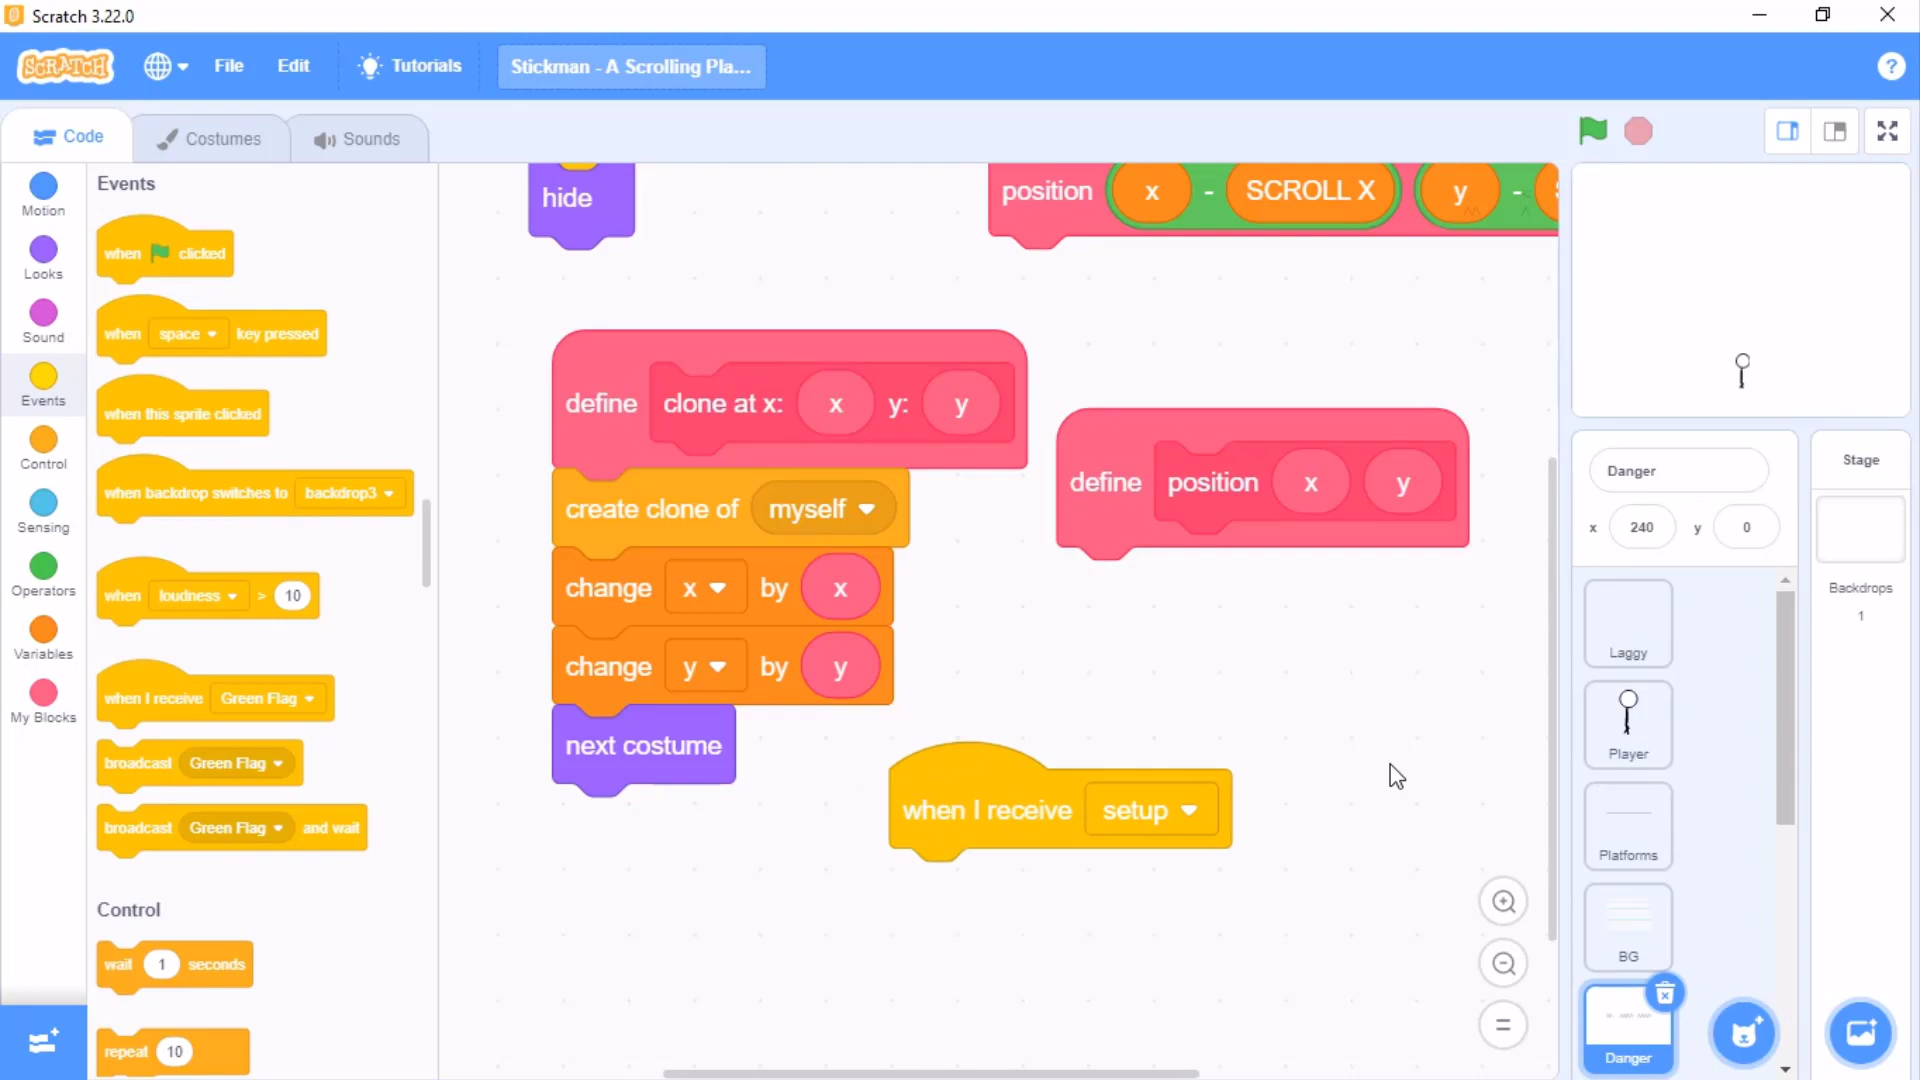 Scratch 3.22.0
SCRATCH
File
Edit
Tutorials
Stickman - A Scrolling Pla...
Code
Costumes
Sounds
Motion
Looks
Sound
Events
Control
Sensing
Operators
Variables
My Blocks
Events
when clicked
when space key pressed
when this sprite clicked
when backdrop switches to backdrop3
when loudness > 10
when I receive Green Flag
broadcast Green Flag
broadcast Green Flag and wait
Control
wait 1 seconds
repeat 10
hide
position x - SCROLL X y -
define clone at x: x y: y
create clone of myself
change x by x
change y by y
next costume
define position x y
when I receive setup
Danger
x 240 y 0
Laggy
Player
Platforms
BG
Danger
Stage
Backdrops
1